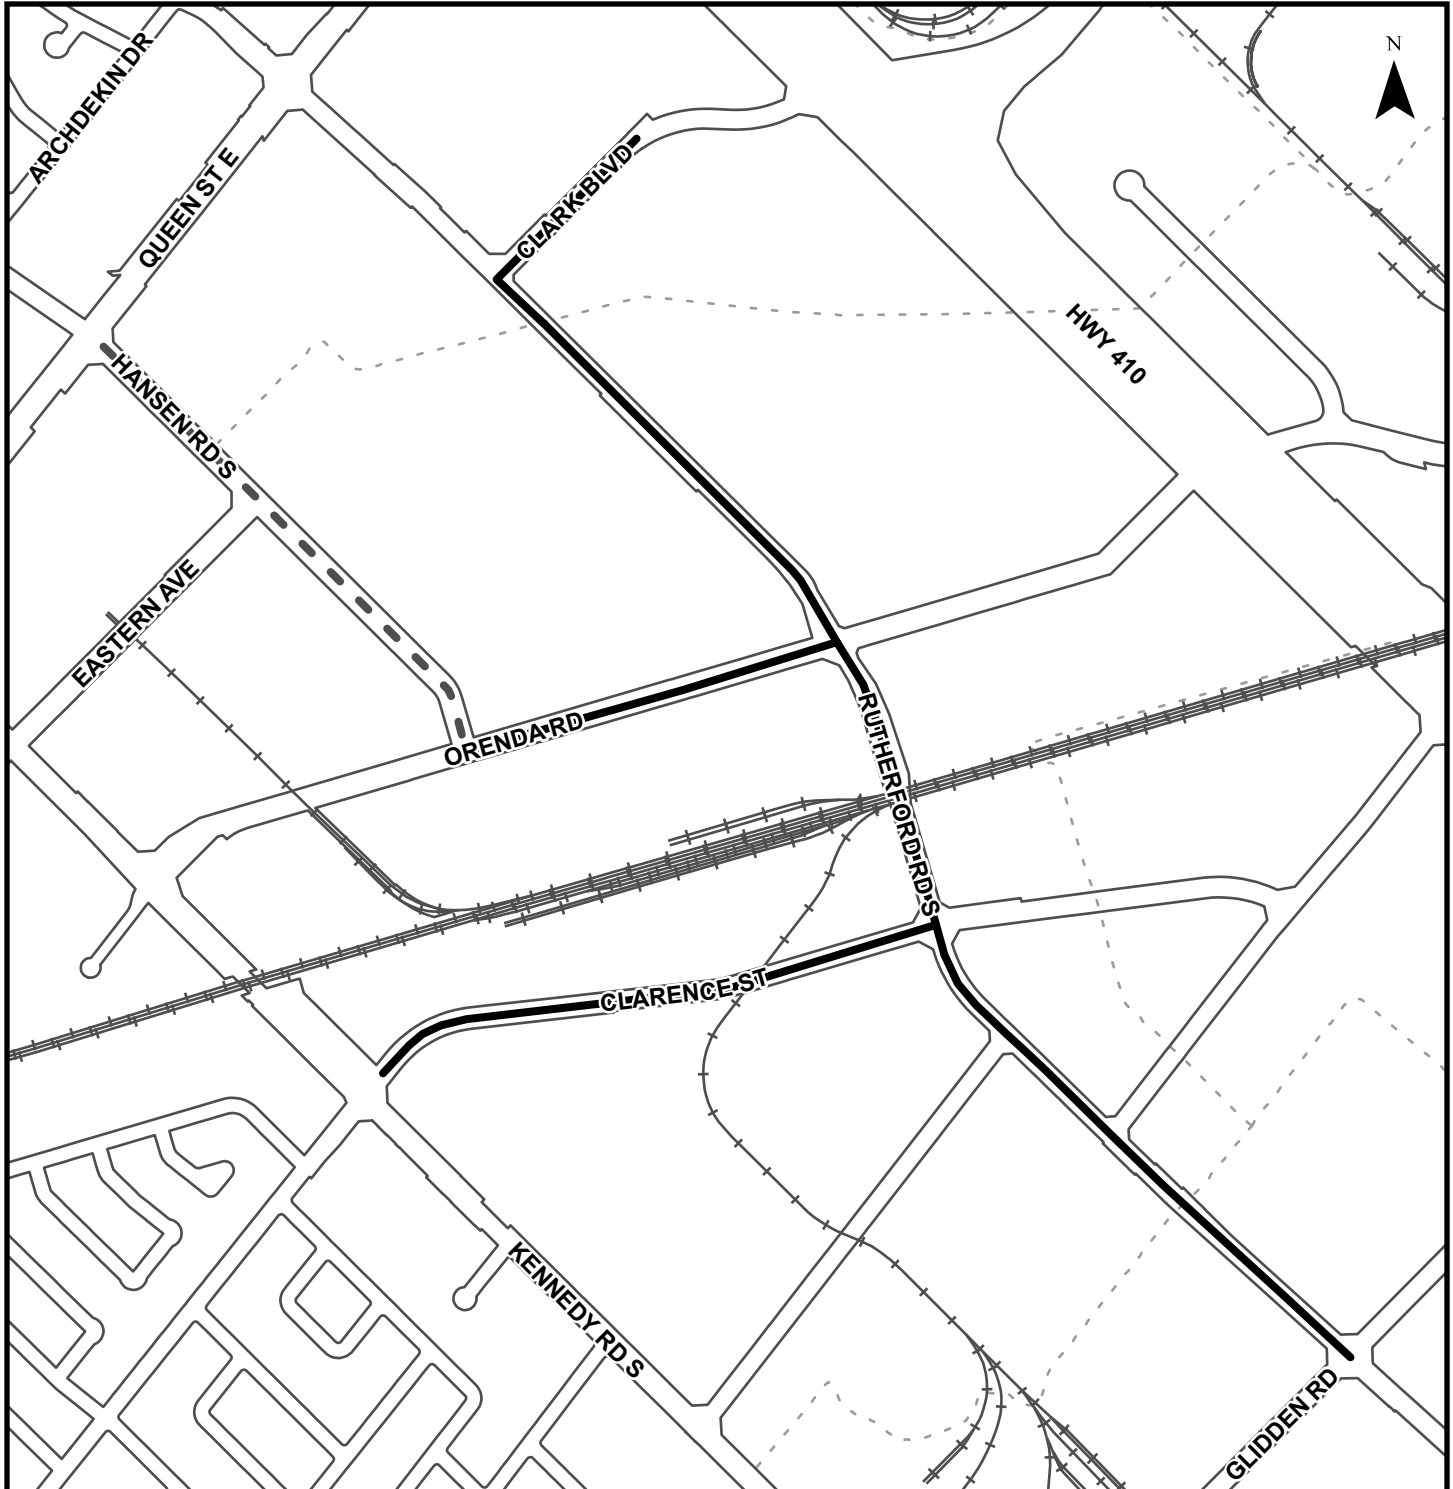 N
ARCHDEKIN DR
QUEEN ST E
CLARK BLVD
HWY 410
HANSEN RD S
EASTERN AVE
ORENDA RD
RUTHERFORD RD S
CLARENCE ST
KENNEDY RD S
GLIDDEN RD